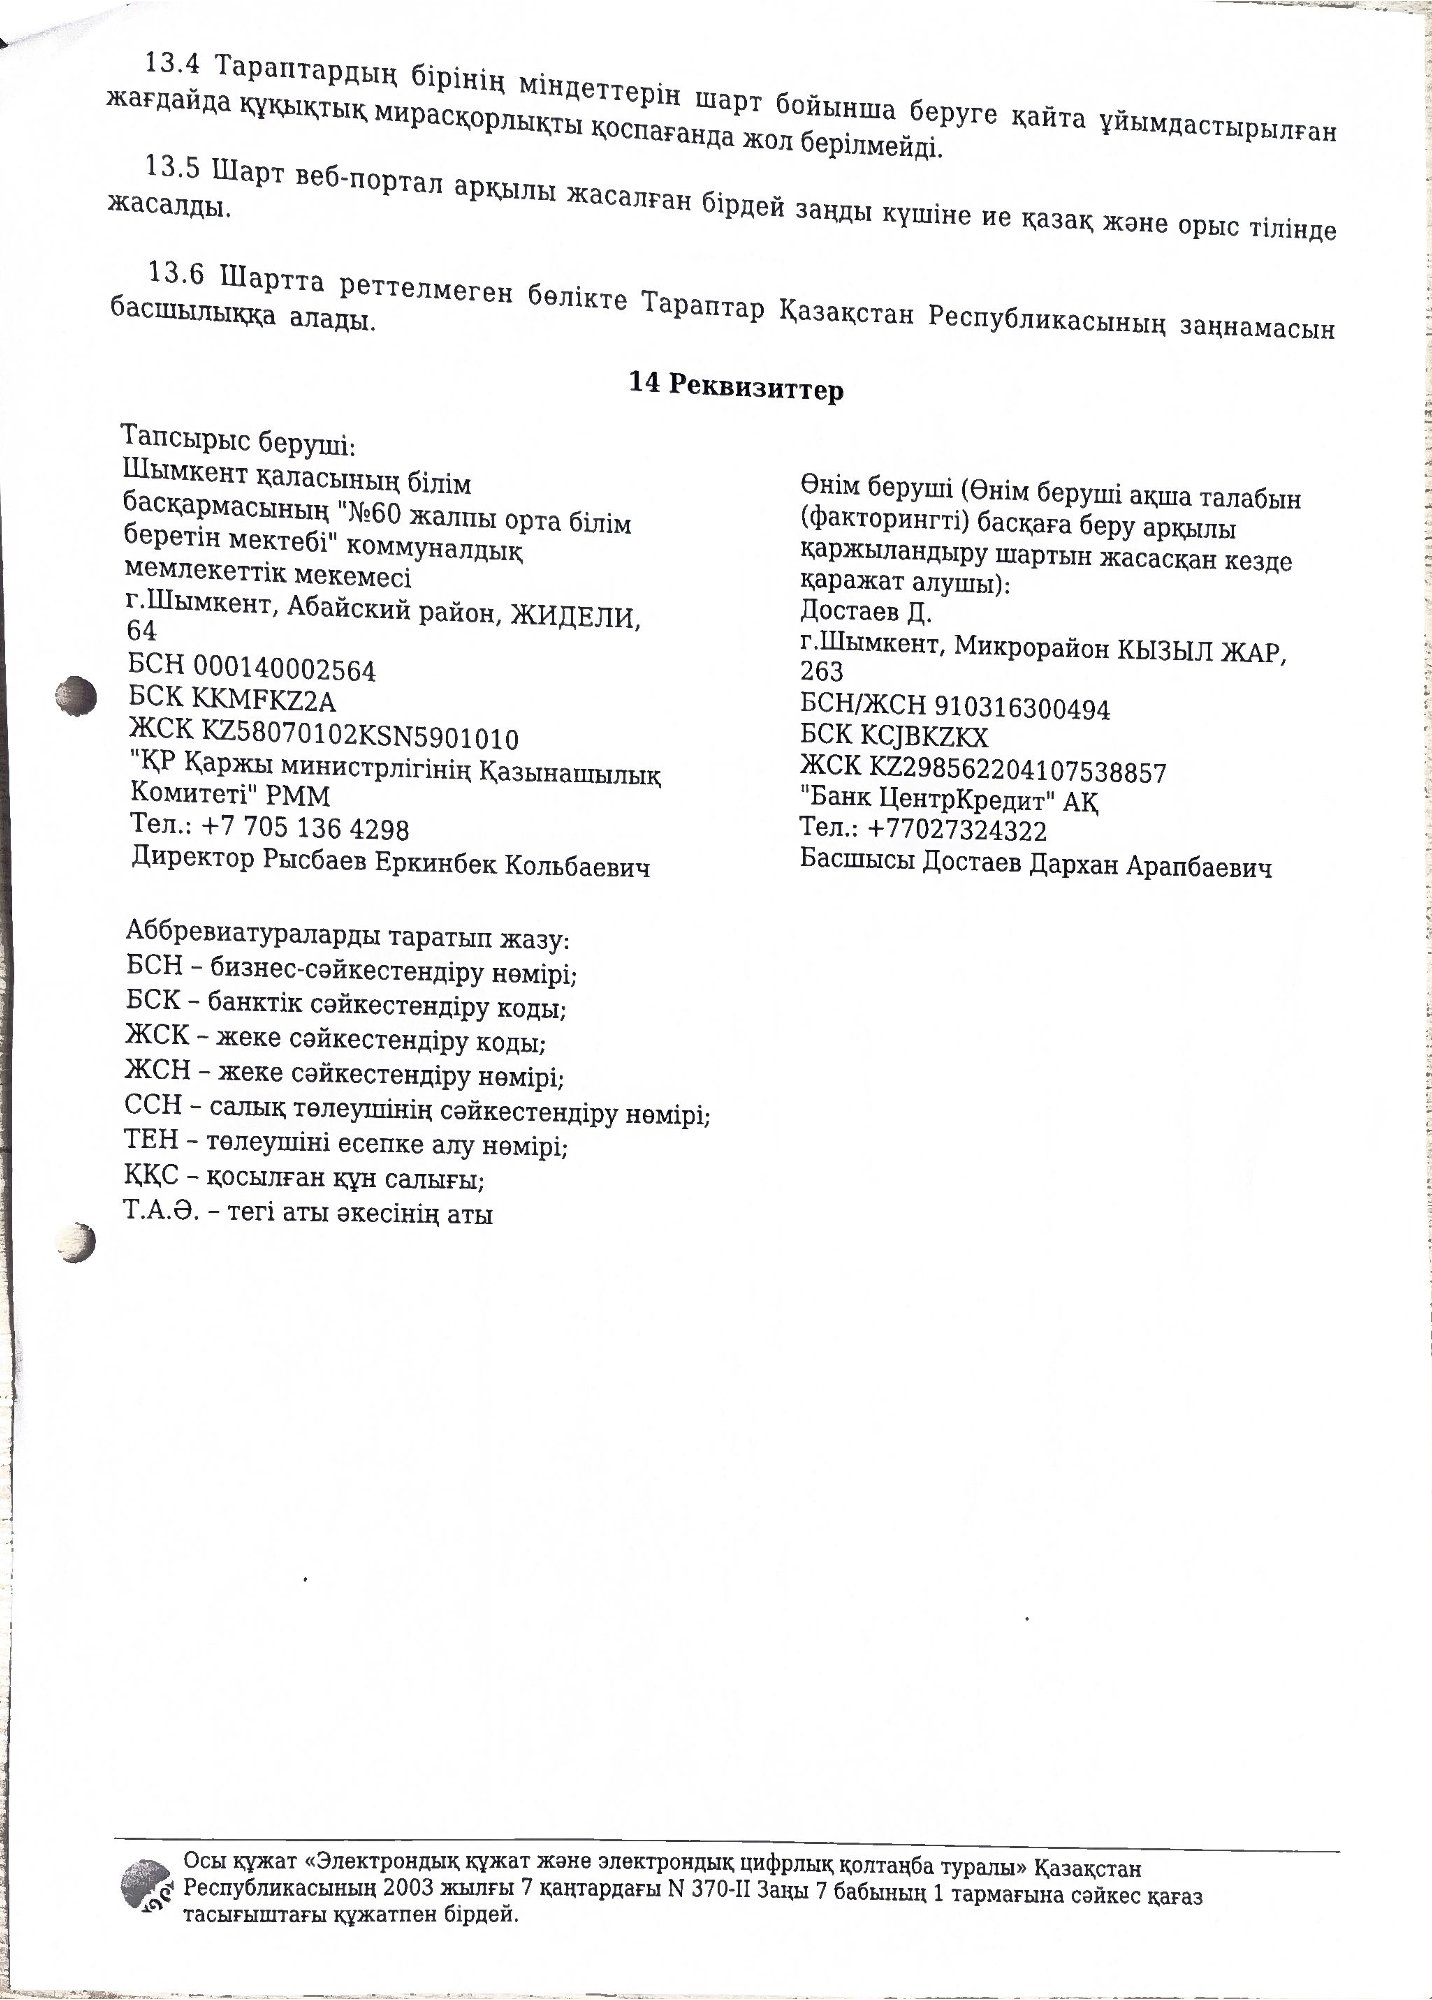 13.4 Тараптардың бірінің міндеттерін шарт бойынша беруге қайта ұйымдастырылған
жағдайда құқықтық мирасқорлықты қоспағанда жол берілмейді.
13.5 Шарт веб-портал арқылы жасалған бірдей заңды күшіне ие қазақ және орыс тілінде
жасалды.
13.6 Шартта реттелмеген бөлікте Тараптар Қазақстан Республикасының заңнамасын
басшылыққа алады.
14 Реквизиттер
Тапсырыс беруші:
Шымкент қаласының білім
басқармасының "№60 жалпы орта білім
беретін мектебі" коммуналдық
мемлекеттік мекемесі
г.Шымкент, Абайский район, ЖИДЕЛИ,
64
БСН 000140002564
БСК KKMFKZ2A
ЖСК KZ58070102KSN5901010
"ҚР Қаржы министрлігінің Қазынашылық
Комитеті" РММ
Тел.: +7 705 136 4298
Директор Рысбаев Еркинбек Кольбаевич
Өнім беруші (Өнім беруші ақша талабын
(факторингті) басқаға беру арқылы
қаржыландыру шартын жасасқан кезде
қаражат алушы):
Достаев Д.
г.Шымкент, Микрорайон КЫЗЫЛ ЖАР,
263
БСН/ЖСН 910316300494
БСК KCJBKZKX
ЖСК KZ298562204107538857
"Банк ЦентрКредит" АҚ
Тел.: +77027324322
Басшысы Достаев Дархан Арапбаевич
Аббревиатураларды таратып жазу:
БСН – бизнес-сәйкестендіру нөмірі;
БСК – банктік сәйкестендіру коды;
ЖСК – жеке сәйкестендіру коды;
ЖСН – жеке сәйкестендіру нөмірі;
ССН – салық төлеушінің сәйкестендіру нөмірі;
ТЕН – төлеушіні есепке алу нөмірі;
ҚҚС – қосылған құн салығы;
Т.А.Ә. – тегі аты әкесінің аты
Осы құжат «Электрондық құжат және электрондық цифрлық қолтаңба туралы» Қазақстан
Республикасының 2003 жылғы 7 қаңтардағы N 370-II Заңы 7 бабының 1 тармағына сәйкес қағаз
тасығыштағы құжатпен бірдей.